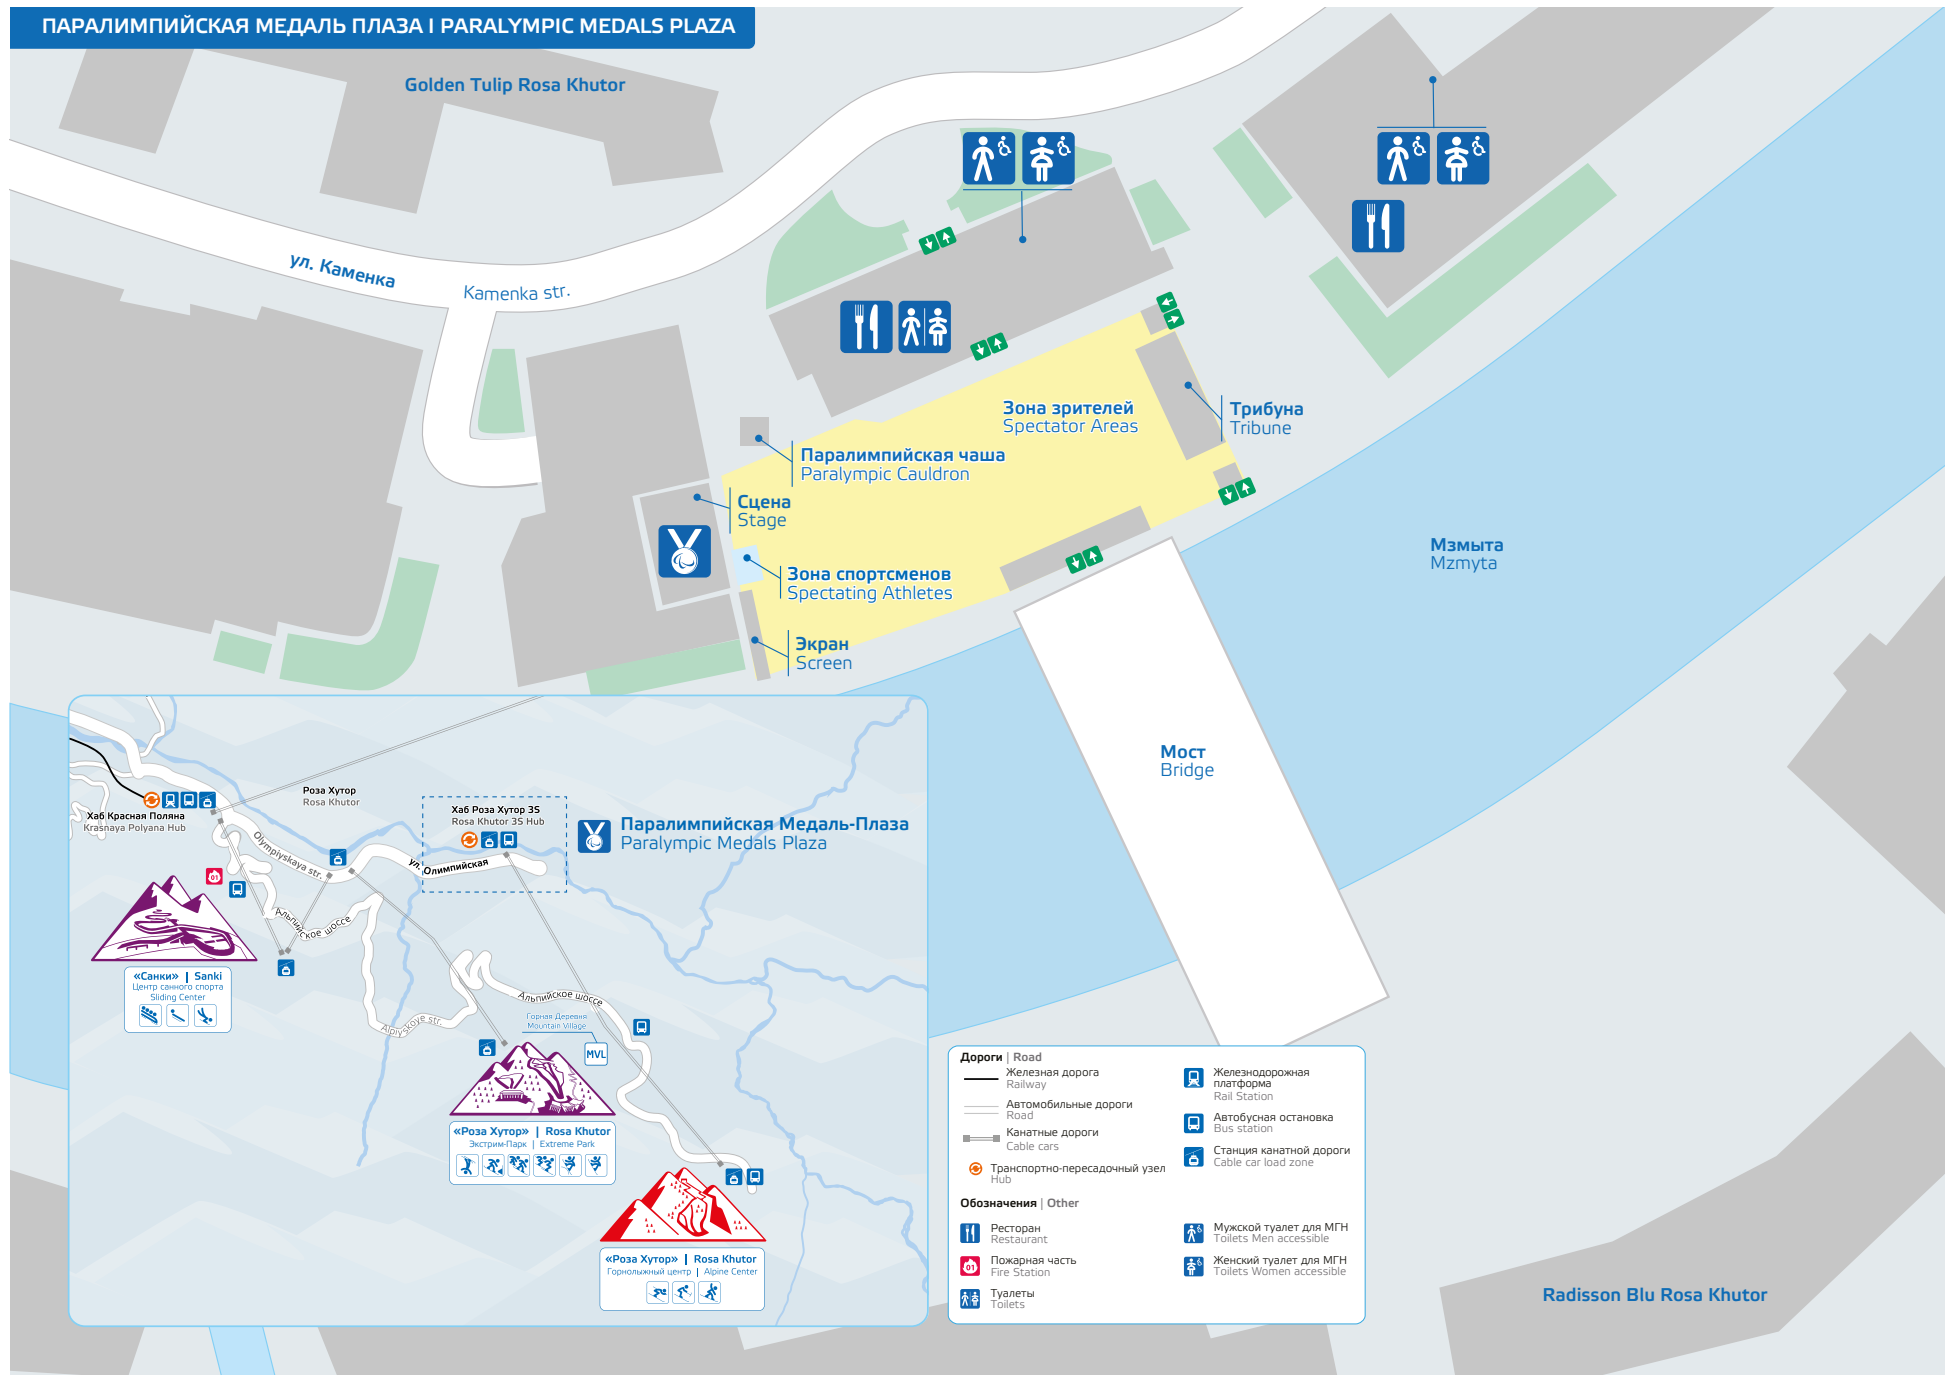 ПАРАЛИМПИЙСКАЯ МЕДАЛЬ ПЛАЗА I PARALYMPIC MEDALS PLAZA
Golden Tulip Rosa Khutor
ул. Каменка
Kamenka str.
Зона зрителей
Spectator Areas
Трибуна
Tribune
Паралимпийская чаша
Paralympic Cauldron
Сцена
Stage
Зона спортсменов
Spectating Athletes
Экран
Screen
Мзмыта
Mzmyta
Мост
Bridge
Radisson Blu Rosa Khutor
Хаб Красная Поляна
Krasnaya Polyana Hub
Роза Хутор
Rosa Khutor
Хаб Роза Хутор 3S
Rosa Khutor 3S Hub
Паралимпийская Медаль-Плаза
Paralympic Medals Plaza
Olympiyskaya str.
ул. Олимпийская
01
Альпийское шоссе
«Санки» | Sanki
Центр санного спорта
Sliding Center
Альпийское шоссе
Alpiyskoye str.
Горная Деревня
Mountain Village
MVL
«Роза Хутор» | Rosa Khutor
Экстрим-Парк | Extreme Park
«Роза Хутор» | Rosa Khutor
Горнолыжный центр | Alpine Center
Дороги | Road
Железная дорога
Railway
Автомобильные дороги
Road
Канатные дороги
Cable cars
Транспортно-пересадочный узел
Hub
Железнодорожная
платформа
Rail Station
Автобусная остановка
Bus station
Станция канатной дороги
Cable car load zone
Обозначения | Other
Ресторан
Restaurant
01
Пожарная часть
Fire Station
Туалеты
Toilets
Мужской туалет для МГН
Toilets Men accessible
Женский туалет для МГН
Toilets Women accessible